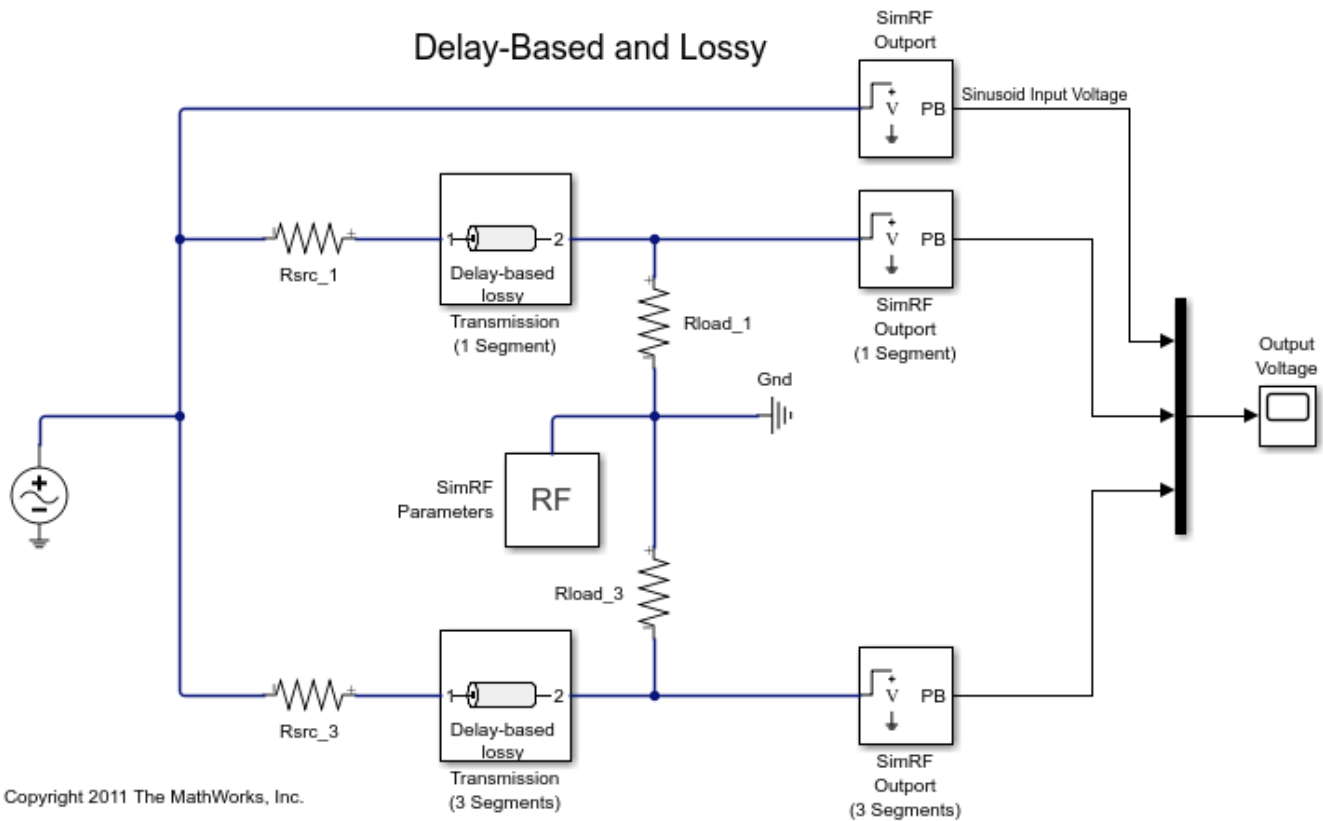 Delay-Based and Lossy
SimRF
Outport
V
PB
Sinusoid Input Voltage
Rsrc_1
1
2
Delay-based
lossy
Transmission
(1 Segment)
Rload_1
V
PB
SimRF
Outport
(1 Segment)
Output
Voltage
Gnd
SimRF
Parameters
RF
Rload_3
Rsrc_3
1
2
Delay-based
lossy
Transmission
(3 Segments)
V
PB
SimRF
Outport
(3 Segments)
Copyright 2011 The MathWorks, Inc.